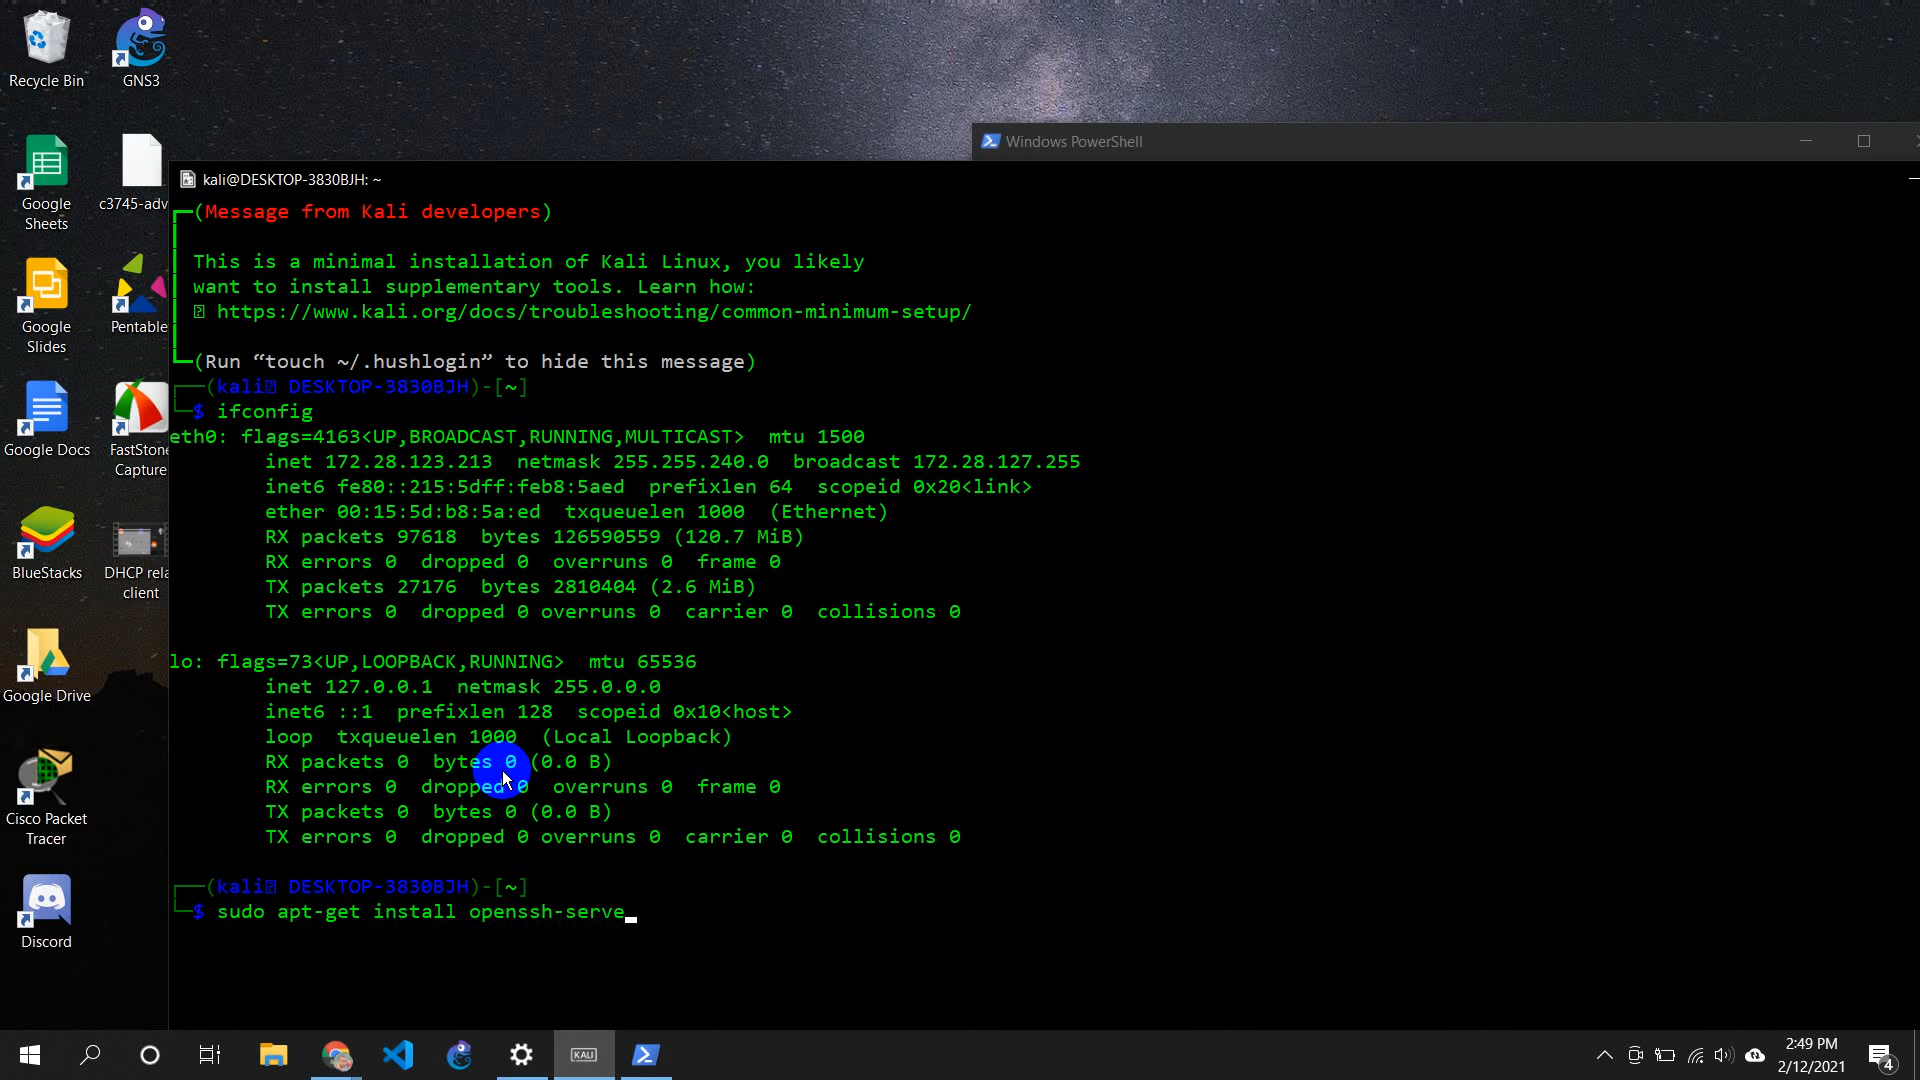 Recycle Bin
GNS3
Google
Sheets
c3745-adv
Google
Slides
Pentable
Google Docs
FastStone
Capture
BlueStacks
DHCP rela
client
Google Drive
Cisco Packet
Tracer
Discord
Windows PowerShell
kali@DESKTOP-3830BJH: ~
(Message from Kali developers)
This is a minimal installation of Kali Linux, you likely
want to install supplementary tools. Learn how:
https://www.kali.org/docs/troubleshooting/common-minimum-setup/
(Run “touch ~/.hushlogin” to hide this message)
(kali DESKTOP-3830BJH)-[~]
$ ifconfig
eth0: flags=4163<UP,BROADCAST,RUNNING,MULTICAST>  mtu 1500
inet 172.28.123.213  netmask 255.255.240.0  broadcast 172.28.127.255
inet6 fe80::215:5dff:feb8:5aed  prefixlen 64  scopeid 0x20<link>
ether 00:15:5d:b8:5a:ed  txqueuelen 1000  (Ethernet)
RX packets 97618  bytes 126590559 (120.7 MiB)
RX errors 0  dropped 0  overruns 0  frame 0
TX packets 27176  bytes 2810404 (2.6 MiB)
TX errors 0  dropped 0 overruns 0  carrier 0  collisions 0
lo: flags=73<UP,LOOPBACK,RUNNING>  mtu 65536
inet 127.0.0.1  netmask 255.0.0.0
inet6 ::1  prefixlen 128  scopeid 0x10<host>
loop  txqueuelen 1000  (Local Loopback)
RX packets 0  bytes 0 (0.0 B)
RX errors 0  dropped 0  overruns 0  frame 0
TX packets 0  bytes 0 (0.0 B)
TX errors 0  dropped 0 overruns 0  carrier 0  collisions 0
(kali DESKTOP-3830BJH)-[~]
$ sudo apt-get install openssh-serve
KALI
2:49 PM
2/12/2021
4